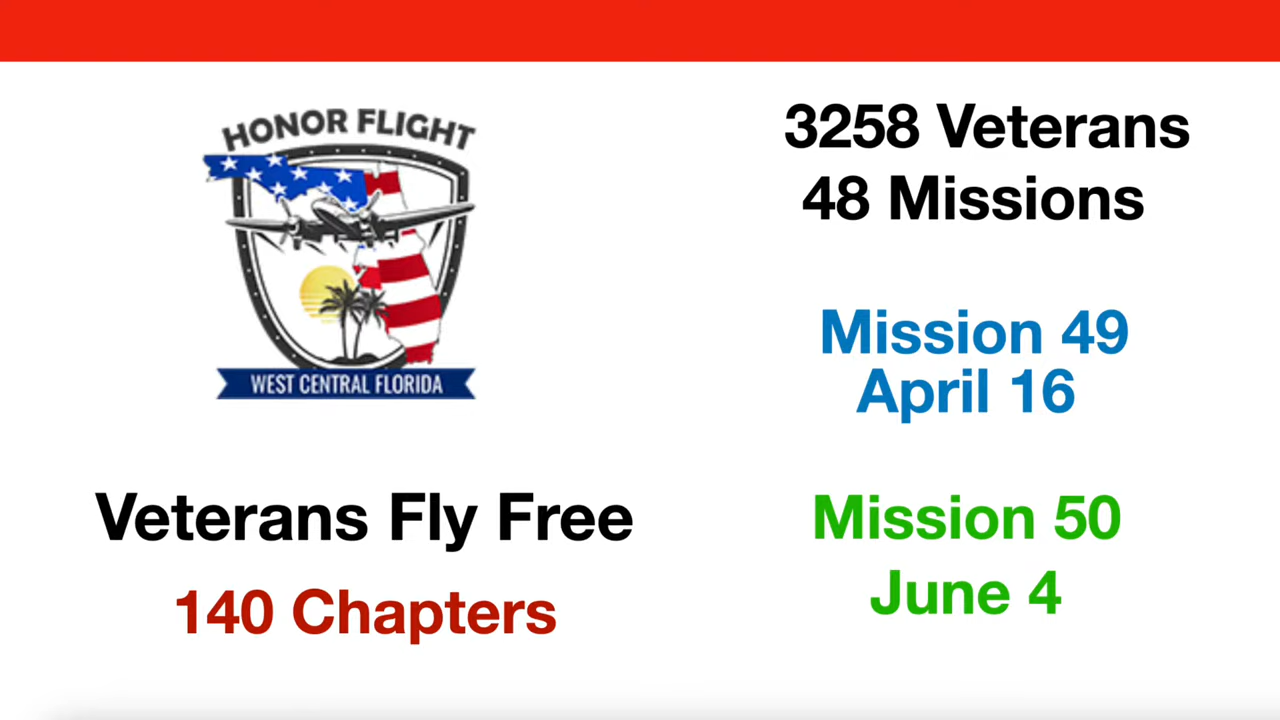 HONOR FLIGHT
WEST CENTRAL FLORIDA
Veterans Fly Free
140 Chapters
3258 Veterans
48 Missions
Mission 49
April 16
Mission 50
June 4